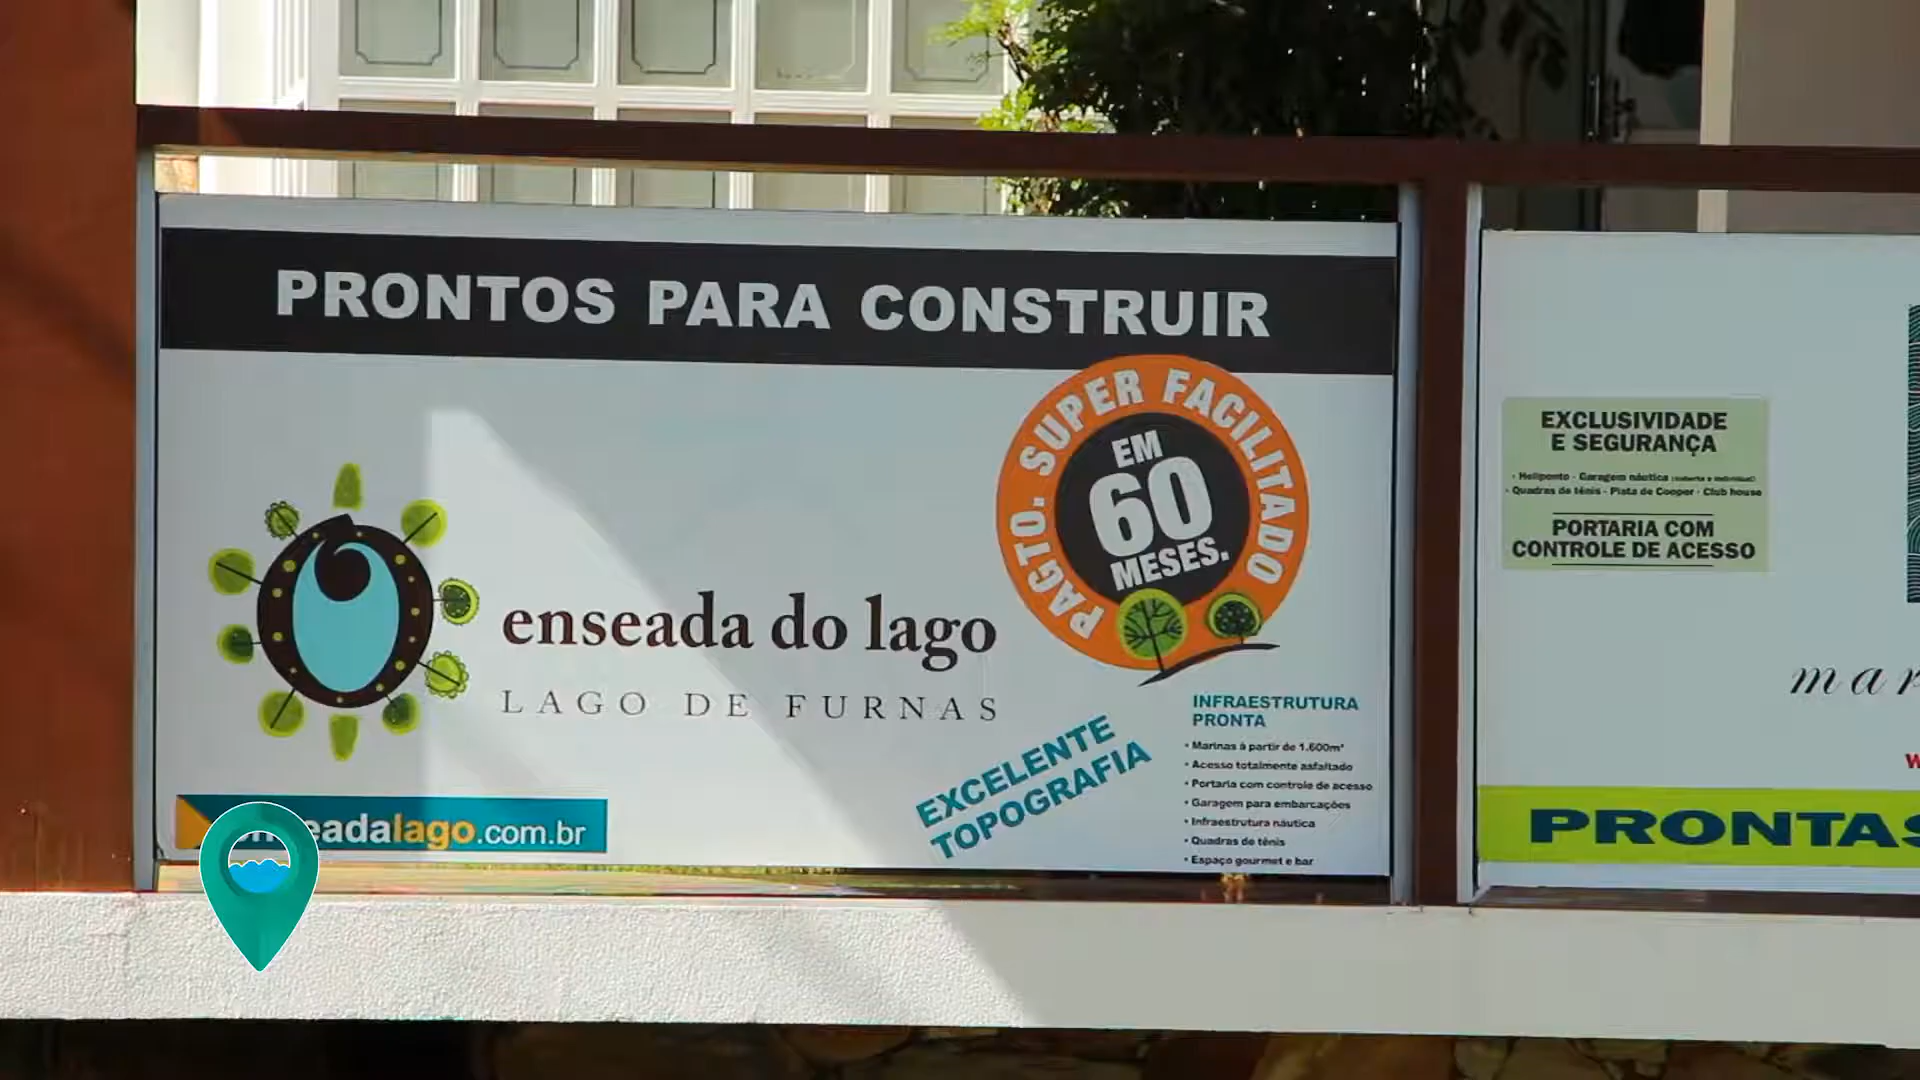 PRONTOS PARA CONSTRUIR
PAGTO. SUPER FACILITADO
EM
60
MESES.
enseada do lago
LAGO DE FURNAS
EXCELENTE
TOPOGRAFIA
INFRAESTRUTURA
PRONTA
• Marinas à partir de 1.600m²
• Acesso totalmente asfaltado
• Portaria com controle de acesso
• Garagem para embarcações
• Infraestrutura náutica
• Quadras de tênis
• Espaço gourmet e bar
eadalago.com.br
EXCLUSIVIDADE
E SEGURANÇA
• Heliponto - Garagem náutica (coberta e individual)
• Quadras de tênis - Pista de Cooper - Club house
PORTARIA COM
CONTROLE DE ACESSO
mar
W
PRONTAS